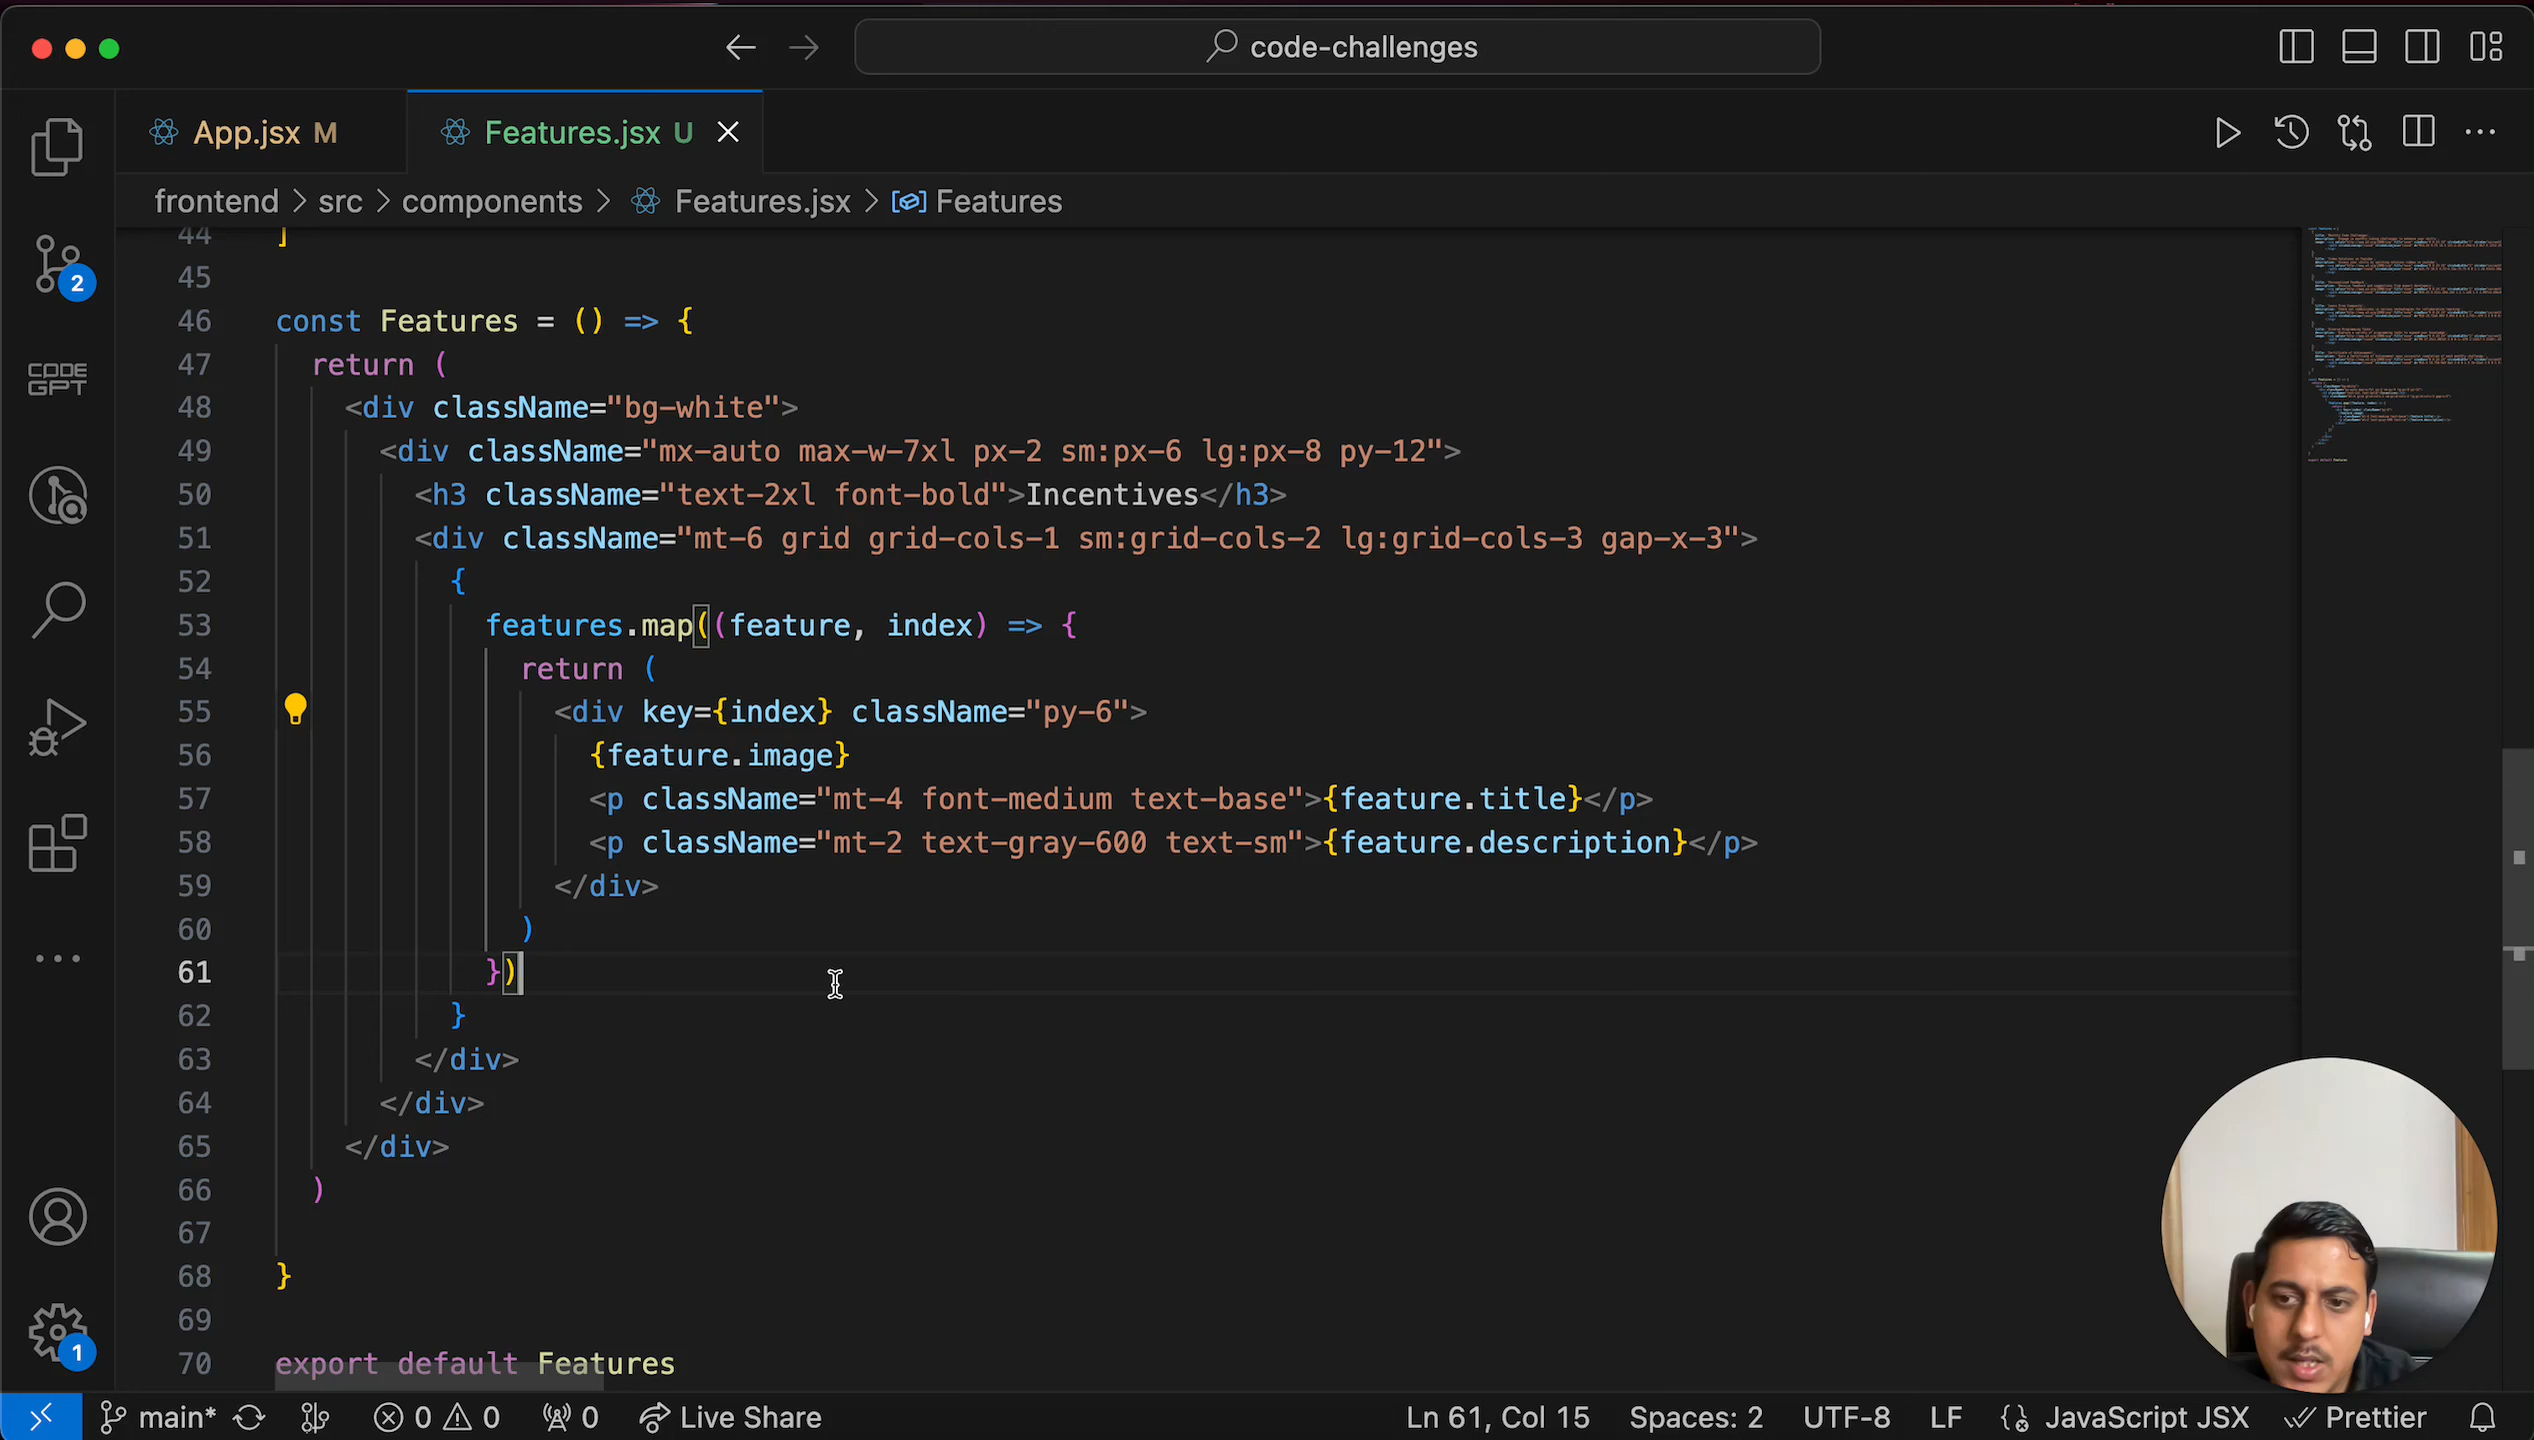 code-challenges
App.jsx M
Features.jsx U
frontend > src > components > Features.jsx > Features
44 ]
45
46 const Features = () => {
47 return (
48 <div className="bg-white">
49 <div className="mx-auto max-w-7xl px-2 sm:px-6 lg:px-8 py-12">
50 <h3 className="text-2xl font-bold">Incentives</h3>
51 <div className="mt-6 grid grid-cols-1 sm:grid-cols-2 lg:grid-cols-3 gap-x-3">
52 {
53 features.map((feature, index) => {
54 return (
55 <div key={index} className="py-6">
56 {feature.image}
57 <p className="mt-4 font-medium text-base">{feature.title}</p>
58 <p className="mt-2 text-gray-600 text-sm">{feature.description}</p>
59 </div>
60 )
61 })
62 }
63 </div>
64 </div>
65 </div>
66 )
67
68 }
69
70 export default Features
2
CODE
GPT
1
main* 0 0 0 Live Share Ln 61, Col 15 Spaces: 2 UTF-8 LF JavaScript JSX Prettier